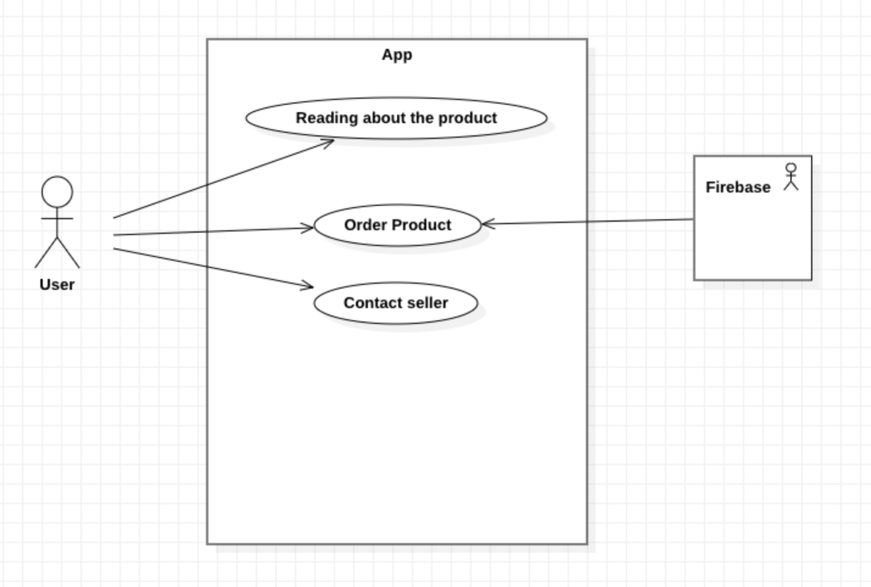 App
Reading about the product
Firebase
Order Product
User
Contact seller